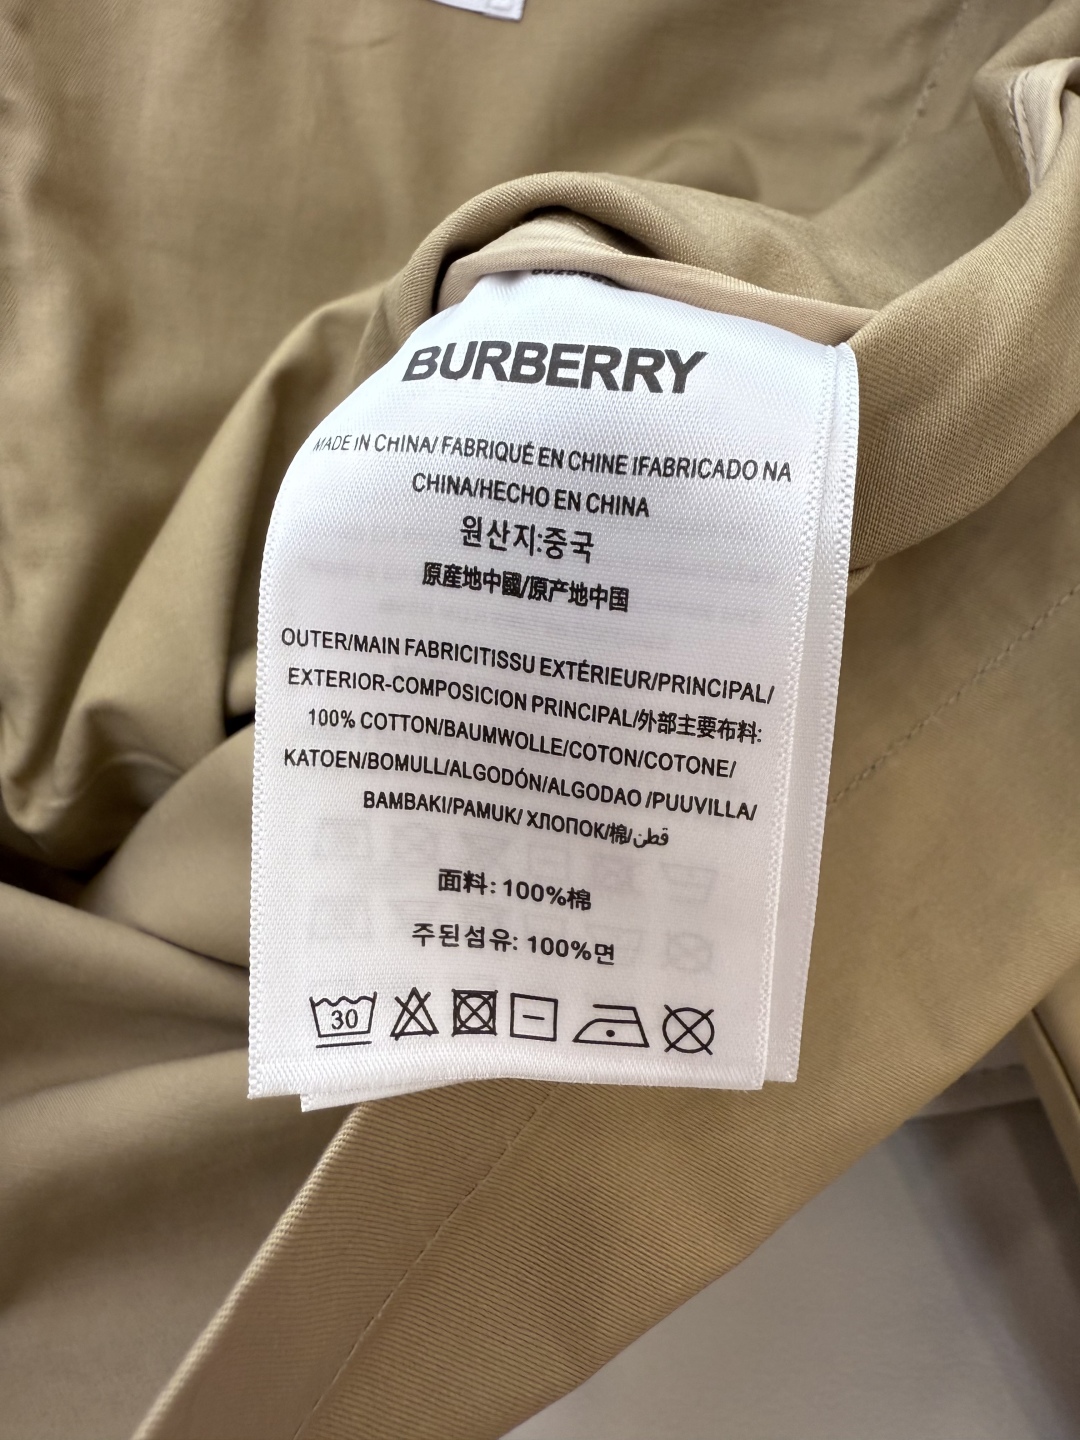 BURBERRY
MADE IN CHINA/ FABRIQUÉ EN CHINE IFABRICADO NA
CHINA/HECHO EN CHINA
원산지:중국
原産地中國/原产地中国
OUTER/MAIN FABRICITISSU EXTÉRIEUR/PRINCIPAL/
EXTERIOR-COMPOSICION PRINCIPAL/外部主要布料:
100% COTTON/BAUMWOLLE/COTON/COTONE/
KATOEN/BOMULL/ALGODÓN/ALGODAO /PUUVILLA/
BAMBAKI/PAMUK/ ХЛОПОК/棉/قطن
面料: 100%棉
주된섬유: 100%면
30